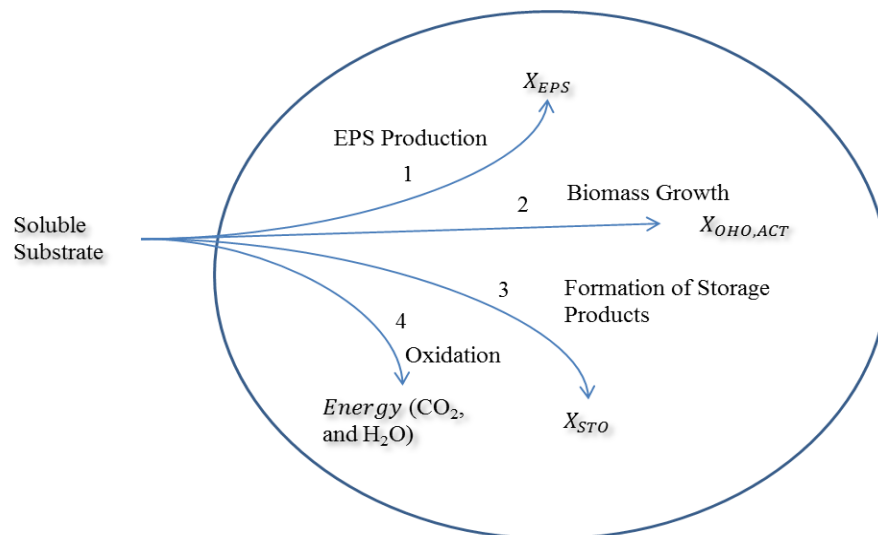 X_EPS
EPS Production
1
Biomass Growth
2
X_OHO,ACT
Soluble
Substrate
3
Formation of Storage
Products
4
Oxidation
Energy (CO₂,
and H₂O)
X_STO